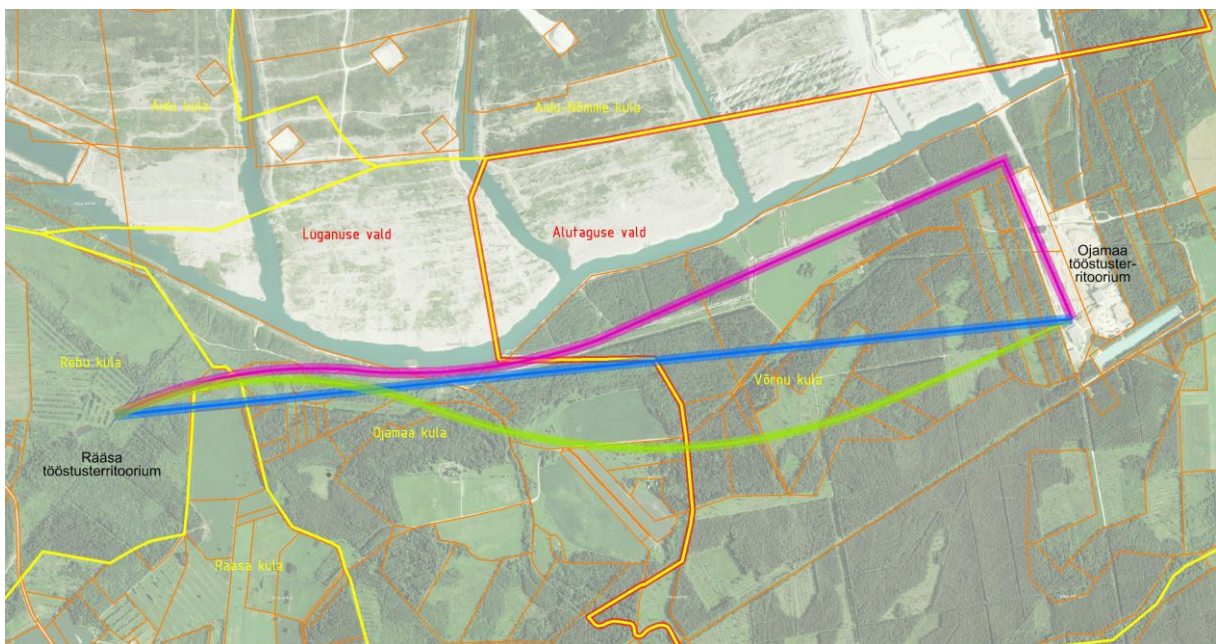 Aidu küla
Aidu-Nõmme küla
Lüganuse vald
Alutaguse vald
Ojamaa
tööstuster-
ritoorium
Rebu küla
Võrnu küla
Ojamaa küla
Rääsa
tööstusterritoorium
Rääsa küla